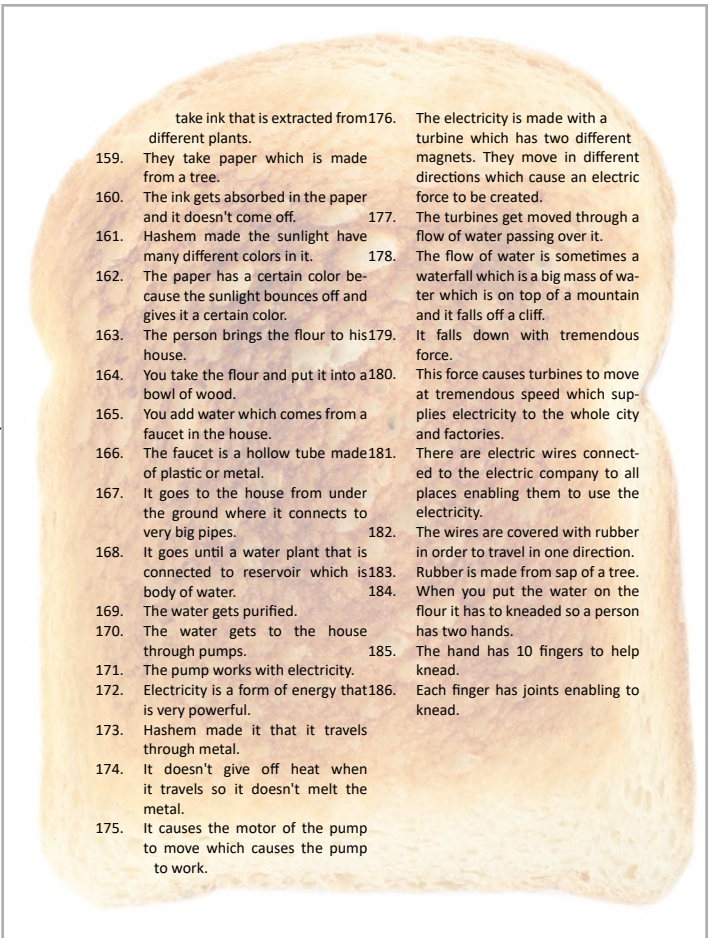 take ink that is extracted from
different plants.
159. They take paper which is made
from a tree.
160. The ink gets absorbed in the paper
and it doesn't come off.
161. Hashem made the sunlight have
many different colors in it.
162. The paper has a certain color be-
cause the sunlight bounces off and
gives it a certain color.
163. The person brings the flour to his
house.
164. You take the flour and put it into a
bowl of wood.
165. You add water which comes from a
faucet in the house.
166. The faucet is a hollow tube made
of plastic or metal.
167. It goes to the house from under
the ground where it connects to
very big pipes.
168. It goes until a water plant that is
connected to reservoir which is
body of water.
169. The water gets purified.
170. The water gets to the house
through pumps.
171. The pump works with electricity.
172. Electricity is a form of energy that
is very powerful.
173. Hashem made it that it travels
through metal.
174. It doesn't give off heat when
it travels so it doesn't melt the
metal.
175. It causes the motor of the pump
to move which causes the pump
to work.
176. The electricity is made with a
turbine which has two different
magnets. They move in different
directions which cause an electric
force to be created.
177. The turbines get moved through a
flow of water passing over it.
178. The flow of water is sometimes a
waterfall which is a big mass of wa-
ter which is on top of a mountain
and it falls off a cliff.
179. It falls down with tremendous
force.
180. This force causes turbines to move
at tremendous speed which sup-
plies electricity to the whole city
and factories.
181. There are electric wires connect-
ed to the electric company to all
places enabling them to use the
electricity.
182. The wires are covered with rubber
in order to travel in one direction.
183. Rubber is made from sap of a tree.
184. When you put the water on the
flour it has to kneaded so a person
has two hands.
185. The hand has 10 fingers to help
knead.
186. Each finger has joints enabling to
knead.